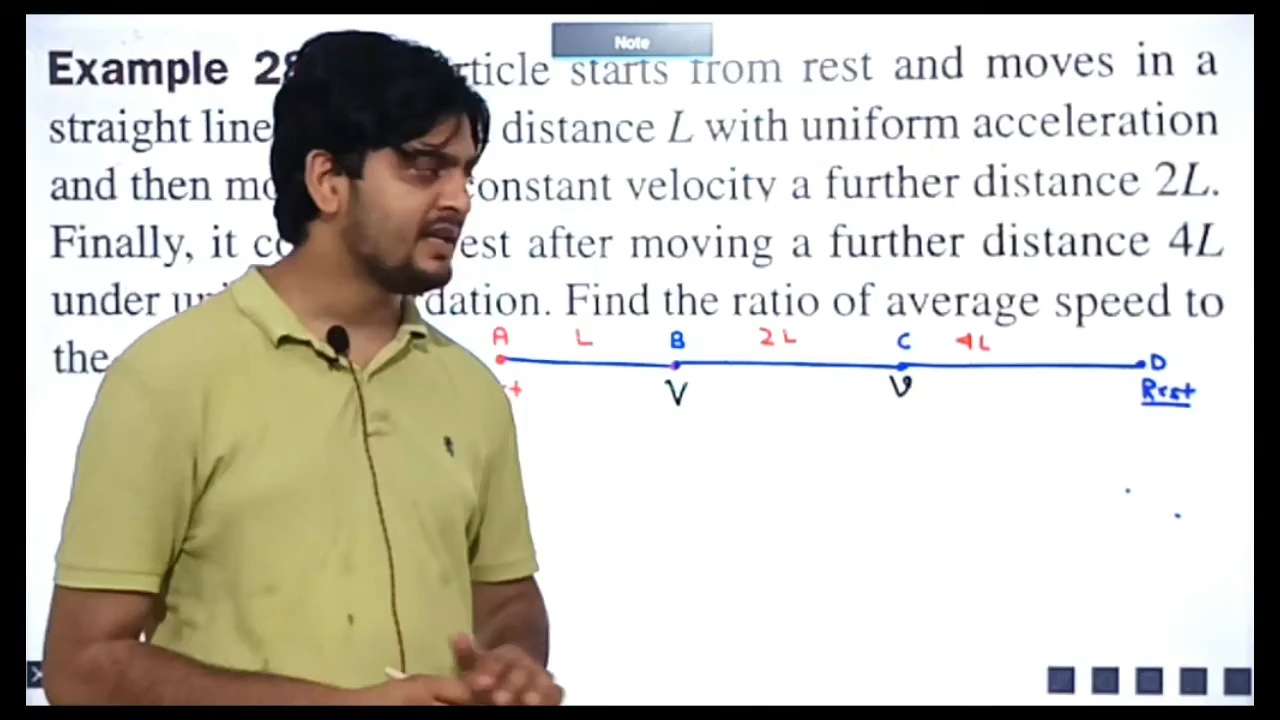 Note
Example 2 rticle starts from rest and moves in a
straight line distance L with uniform acceleration
and then mo constant velocity a further distance 2L.
Finally, it co est after moving a further distance 4L
under un dation. Find the ratio of average speed to
the
A L B 2L C 4L D
V V Rest